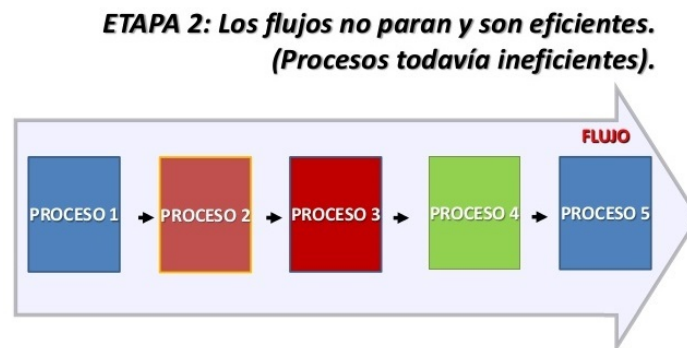 ETAPA 2: Los flujos no paran y son eficientes.
(Procesos todavía ineficientes).
FLUJO
PROCESO 1
PROCESO 2
PROCESO 3
PROCESO 4
PROCESO 5